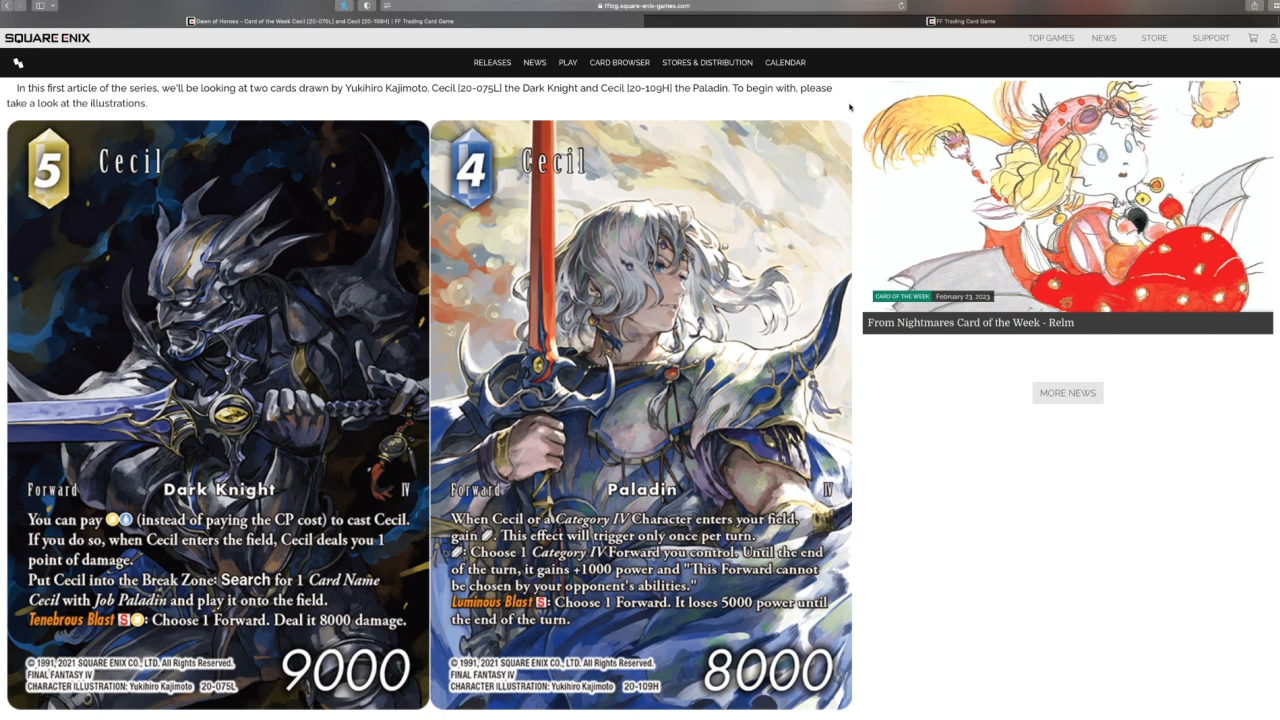 fftcg.square-enix-games.com
Dawn of Heroes – Card of the Week Cecil [20-075L] and Cecil [20-109H] | FF Trading Card Game
FF Trading Card Game
SQUARE ENIX
TOP GAMES NEWS STORE SUPPORT
RELEASES NEWS PLAY CARD BROWSER STORES & DISTRIBUTION CALENDAR
In this first article of the series, we'll be looking at two cards drawn by Yukihiro Kajimoto, Cecil [20-075L] the Dark Knight and Cecil [20-109H] the Paladin. To begin with, please
take a look at the illustrations.
5 Cecil
Forward Dark Knight IV
You can pay (instead of paying the CP cost) to cast Cecil.
If you do so, when Cecil enters the field, Cecil deals you 1
point of damage.
Put Cecil into the Break Zone: Search for 1 Card Name
Cecil with Job Paladin and play it onto the field.
Tenebrous Blast S: Choose 1 Forward. Deal it 8000 damage.
© 1991, 2021 SQUARE ENIX CO., LTD. All Rights Reserved.
FINAL FANTASY IV
CHARACTER ILLUSTRATION: Yukihiro Kajimoto 20-075L
9000
4 Cecil
Forward Paladin IV
When Cecil or a Category IV Character enters your field,
gain . This effect will trigger only once per turn.
: Choose 1 Category IV Forward you control. Until the end
of the turn, it gains +1000 power and "This Forward cannot
be chosen by your opponent's abilities."
Luminous Blast S: Choose 1 Forward. It loses 5000 power until
the end of the turn.
© 1991, 2021 SQUARE ENIX CO., LTD. All Rights Reserved.
FINAL FANTASY IV
CHARACTER ILLUSTRATION: Yukihiro Kajimoto 20-109H
8000
CARD OF THE WEEK February 23, 2023
From Nightmares Card of the Week - Relm
MORE NEWS